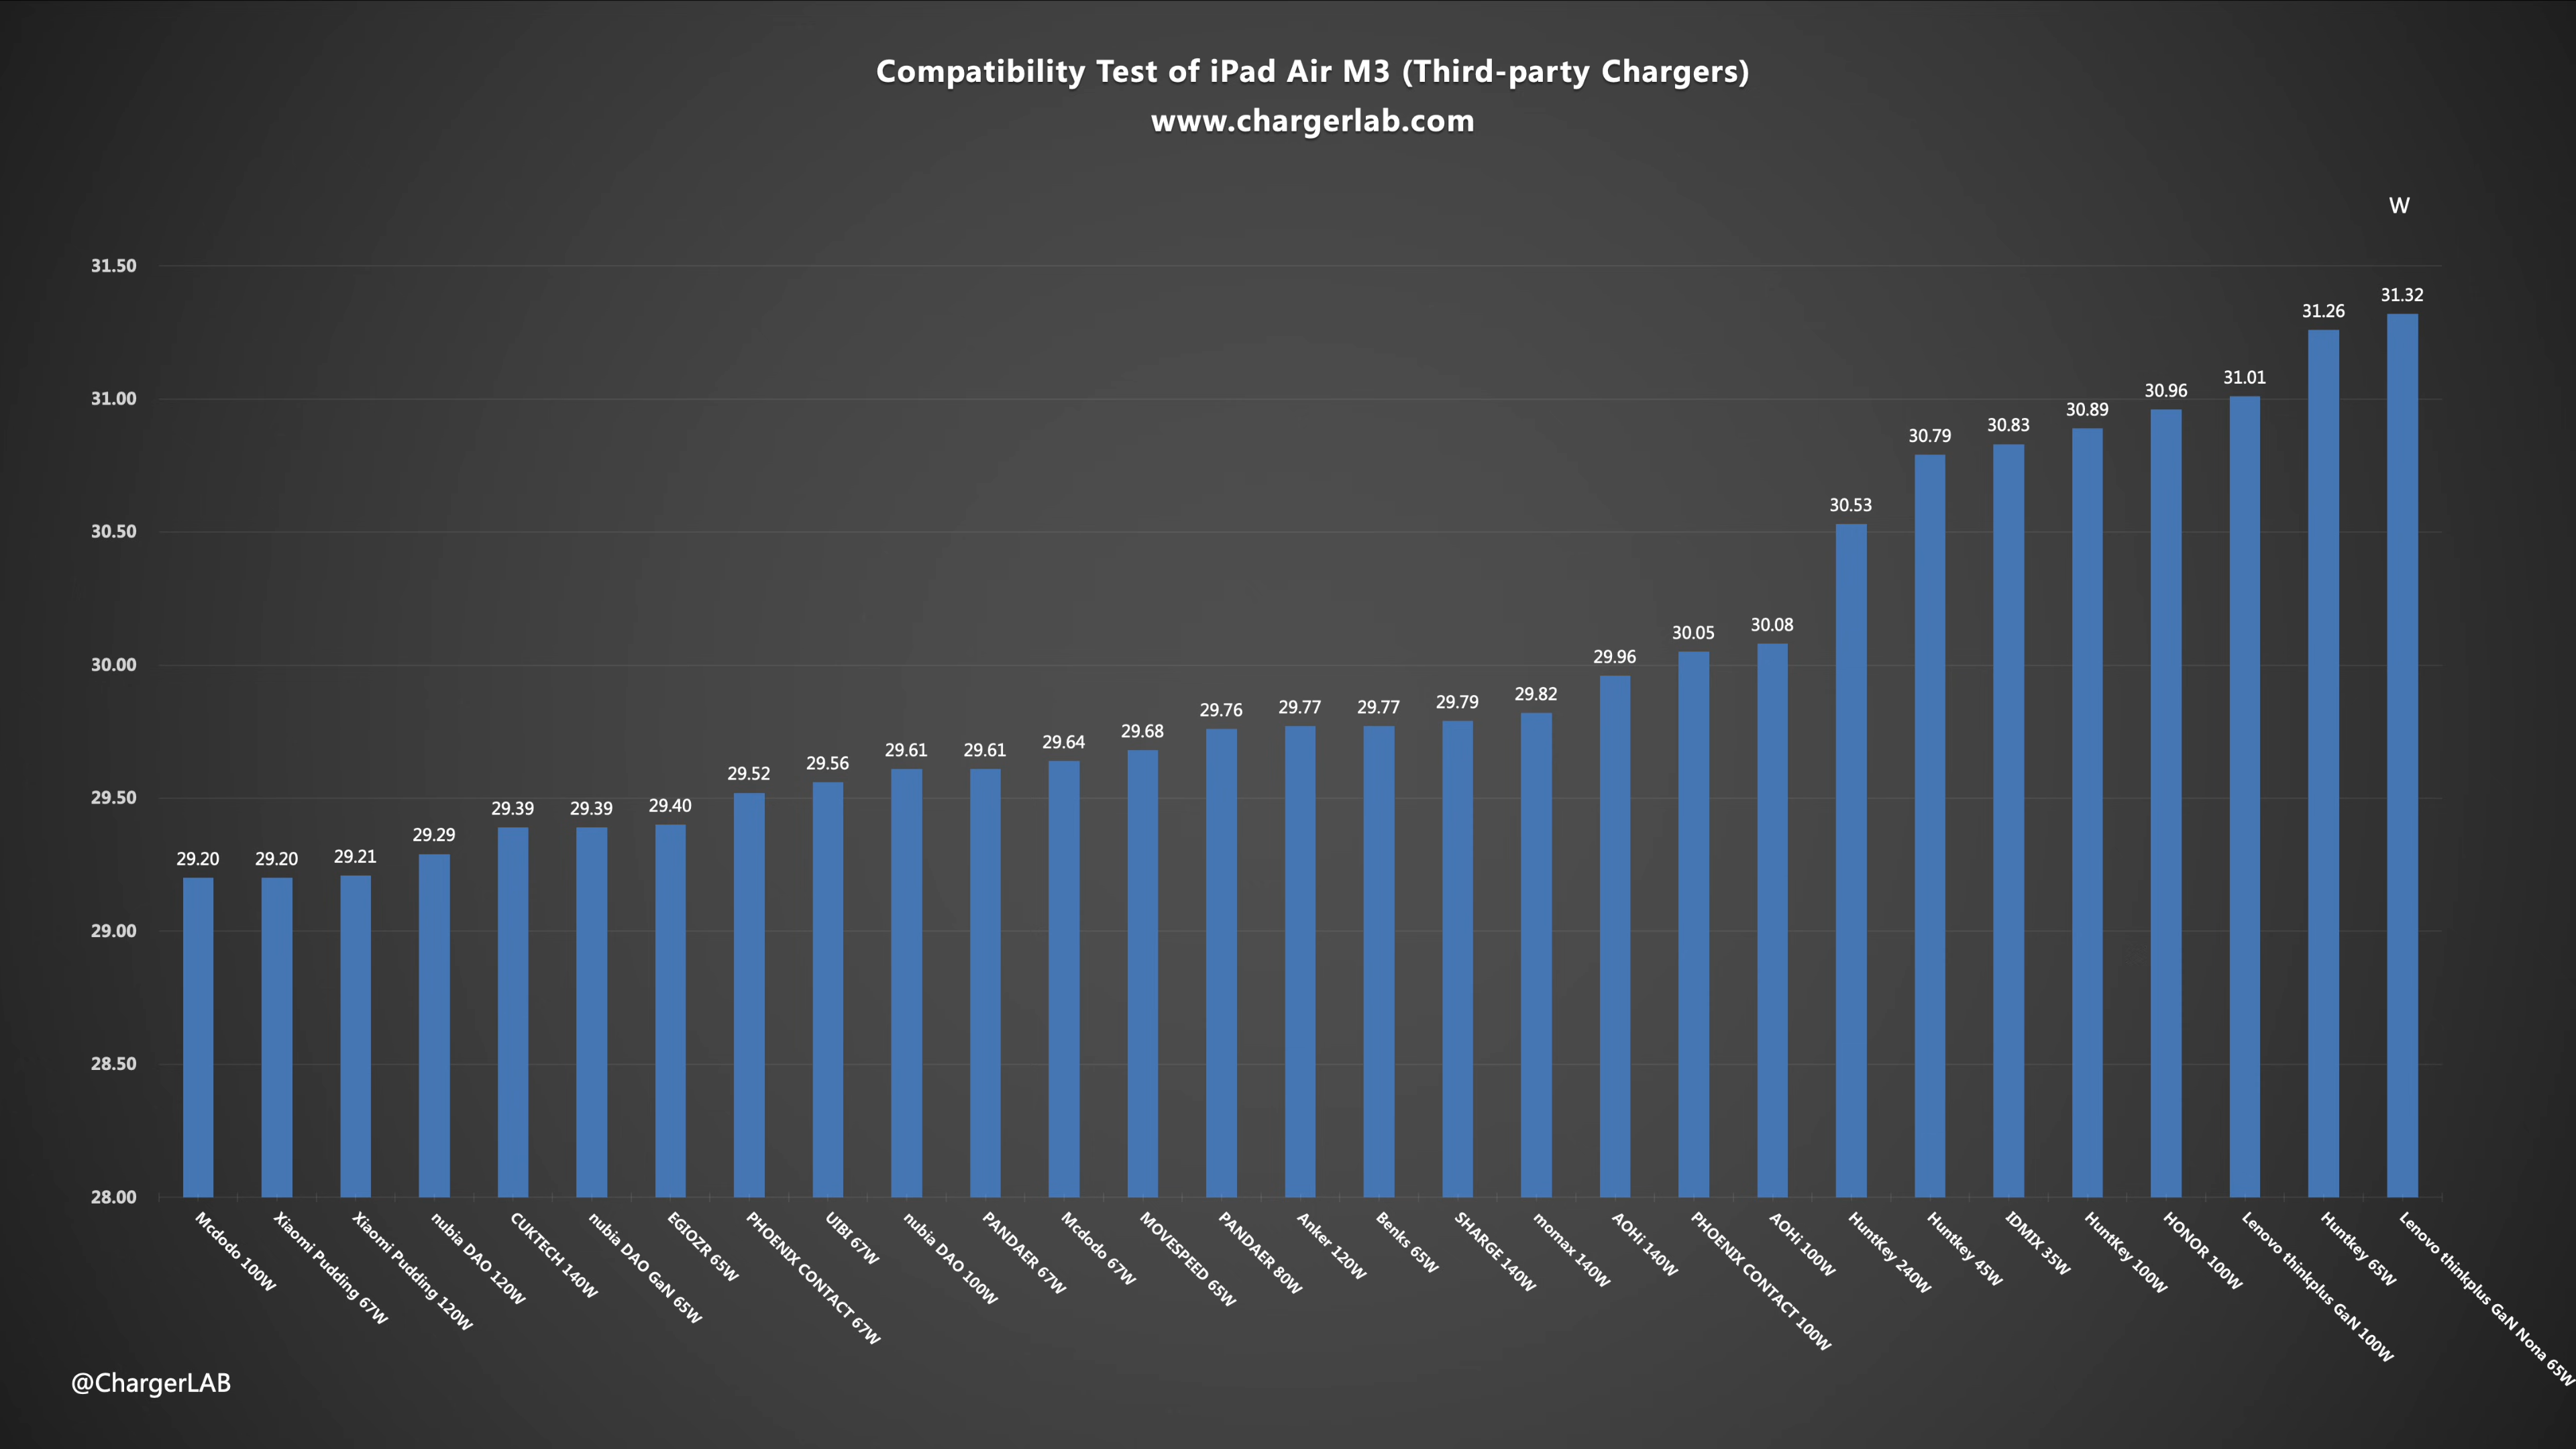 Compatibility Test of iPad Air M3 (Third-party Chargers)
www.chargerlab.com
W
31.50
31.00
30.50
30.00
29.50
29.00
28.50
28.00
29.20
29.20
29.21
29.29
29.39
29.39
29.40
29.52
29.56
29.61
29.61
29.64
29.68
29.76
29.77
29.77
29.79
29.82
29.96
30.05
30.08
30.53
30.79
30.83
30.89
30.96
31.01
31.26
31.32
Mcdodo 100W
Xiaomi Pudding 67W
Xiaomi Pudding 120W
nubia DAO 120W
CUKTECH 140W
nubia DAO GaN 65W
EGIOZR 65W
PHOENIX CONTACT 67W
UIBI 67W
nubia DAO 100W
PANDAER 67W
Mcdodo 67W
MOVESPEED 65W
PANDAER 80W
Anker 120W
Benks 65W
SHARGE 140W
momax 140W
AOHi 140W
PHOENIX CONTACT 100W
AOHi 100W
HuntKey 240W
Huntkey 45W
IDMIX 35W
HuntKey 100W
HONOR 100W
Lenovo thinkplus GaN 100W
Huntkey 65W
Lenovo thinkplus GaN Nona 65W
@ChargerLAB